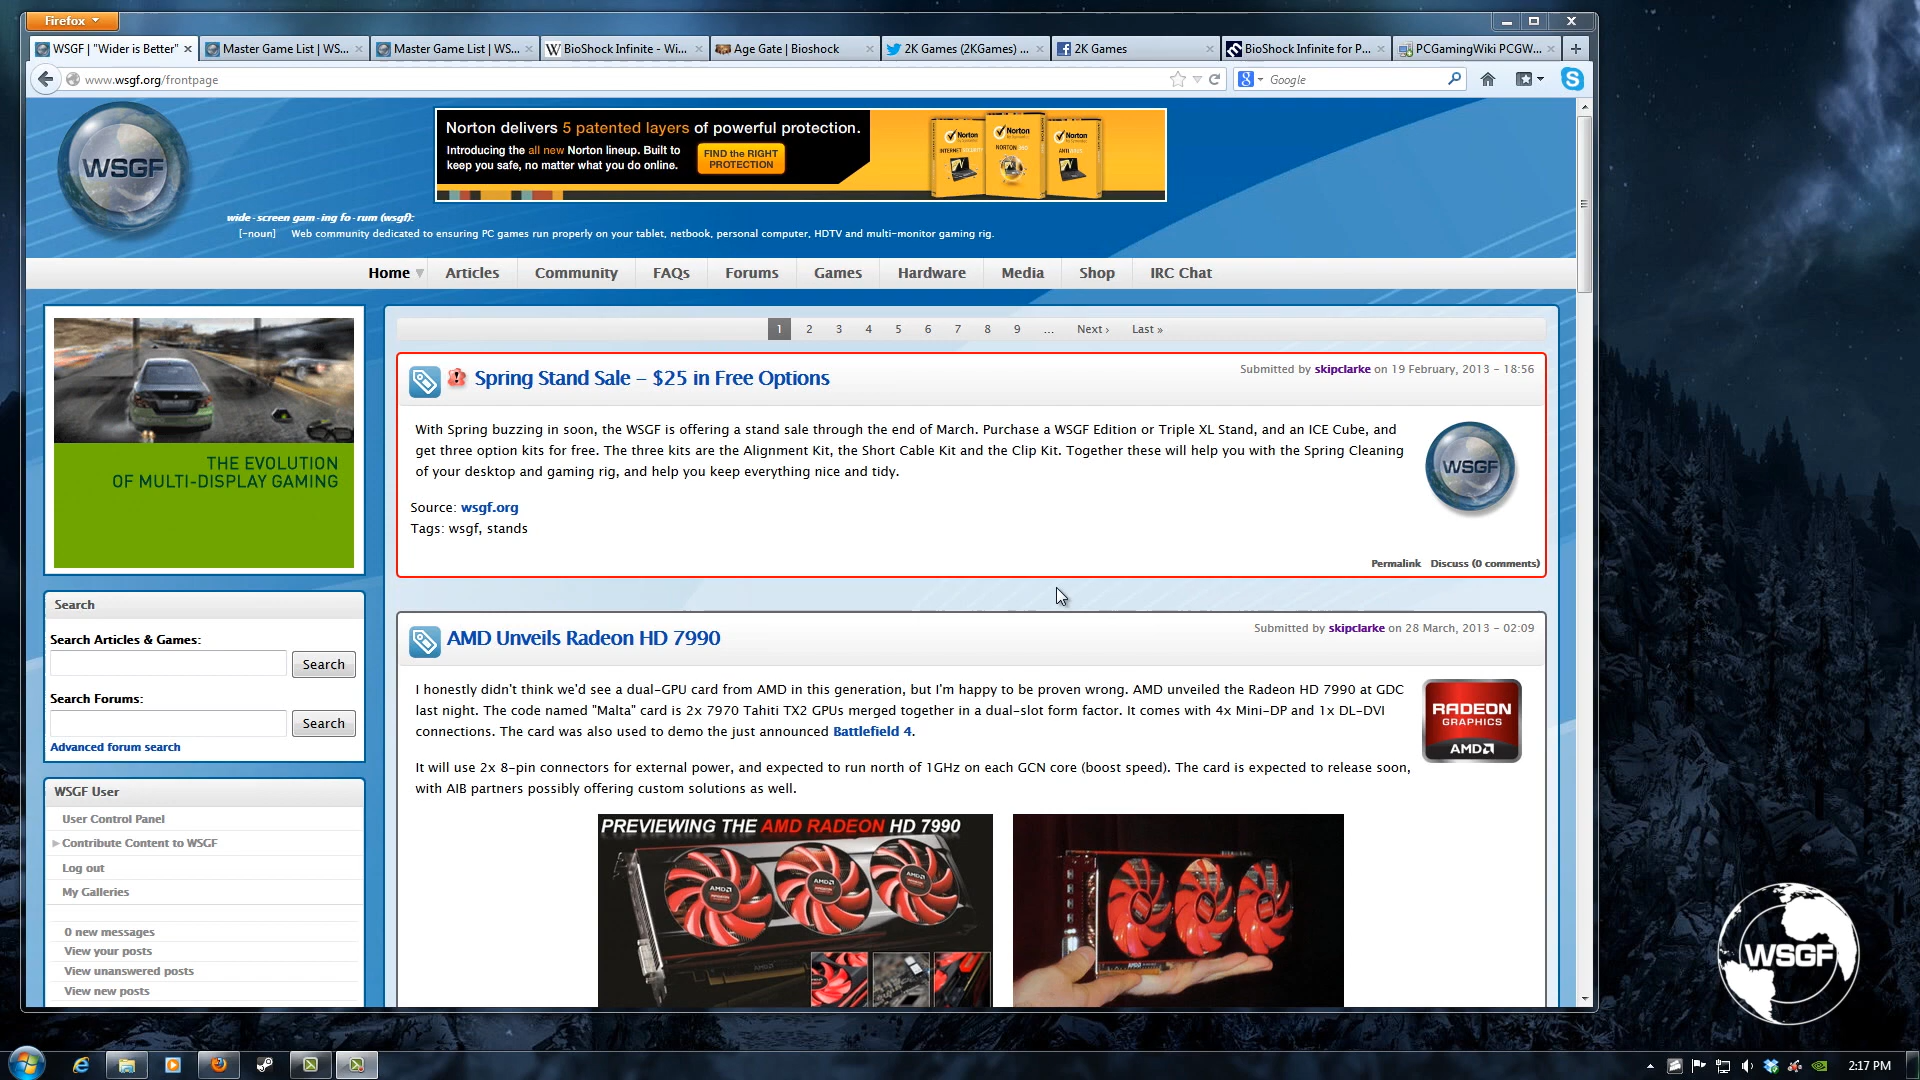 Firefox
WSGF | "Wider is Better"
Master Game List | WS...
Master Game List | WS...
BioShock Infinite - Wi...
Age Gate | Bioshock
2K Games (2KGames) ...
2K Games
BioShock Infinite for P...
PCGamingWiki PCGW...
www.wsgf.org/frontpage
Google
WSGF
Norton delivers 5 patented layers of powerful protection.
Introducing the all new Norton lineup. Built to
keep you safe, no matter what you do online.
FIND the RIGHT
PROTECTION
Norton
INTERNET SECURITY
Norton
NORTON 360
Norton
ANTIVIRUS
wide-screen gam-ing fo-rum (wsgf):
[-noun] Web community dedicated to ensuring PC games run properly on your tablet, netbook, personal computer, HDTV and multi-monitor gaming rig.
Home
Articles
Community
FAQs
Forums
Games
Hardware
Media
Shop
IRC Chat
THE EVOLUTION
OF MULTI-DISPLAY GAMING
1 2 3 4 5 6 7 8 9 ... Next › Last »
Spring Stand Sale – $25 in Free Options
Submitted by skipclarke on 19 February, 2013 - 18:56
With Spring buzzing in soon, the WSGF is offering a stand sale through the end of March. Purchase a WSGF Edition or Triple XL Stand, and an ICE Cube, and
get three option kits for free. The three kits are the Alignment Kit, the Short Cable Kit and the Clip Kit. Together these will help you with the Spring Cleaning
of your desktop and gaming rig, and help you keep everything nice and tidy.
WSGF
Source: wsgf.org
Tags: wsgf, stands
Permalink Discuss (0 comments)
Search
Search Articles & Games:
Search
Search Forums:
Search
Advanced forum search
WSGF User
User Control Panel
Contribute Content to WSGF
Log out
My Galleries
0 new messages
View your posts
View unanswered posts
View new posts
AMD Unveils Radeon HD 7990
Submitted by skipclarke on 28 March, 2013 - 02:09
I honestly didn't think we'd see a dual-GPU card from AMD in this generation, but I'm happy to be proven wrong. AMD unveiled the Radeon HD 7990 at GDC
last night. The code named "Malta" card is 2x 7970 Tahiti TX2 GPUs merged together in a dual-slot form factor. It comes with 4x Mini-DP and 1x DL-DVI
connections. The card was also used to demo the just announced Battlefield 4.
RADEON
GRAPHICS
AMD
It will use 2x 8-pin connectors for external power, and expected to run north of 1GHz on each GCN core (boost speed). The card is expected to release soon,
with AIB partners possibly offering custom solutions as well.
PREVIEWING THE AMD RADEON HD 7990
AMD
AMD
AMD
WSGF
2:17 PM